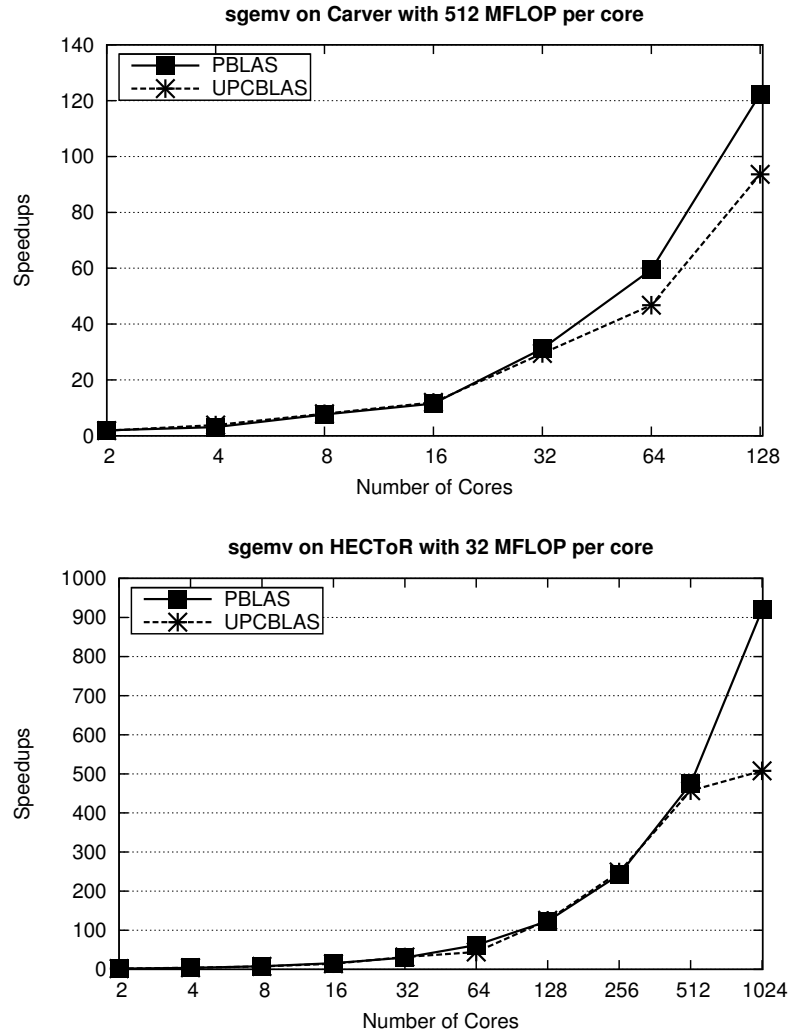 sgemv on Carver with 512 MFLOP per core
140
120
100
80
60
40
20
0
Speedups
PBLAS
UPCBLAS
2 4 8 16 32 64 128
Number of Cores
sgemv on HECToR with 32 MFLOP per core
1000
900
800
700
600
500
400
300
200
100
0
Speedups
PBLAS
UPCBLAS
2 4 8 16 32 64 128 256 512 1024
Number of Cores